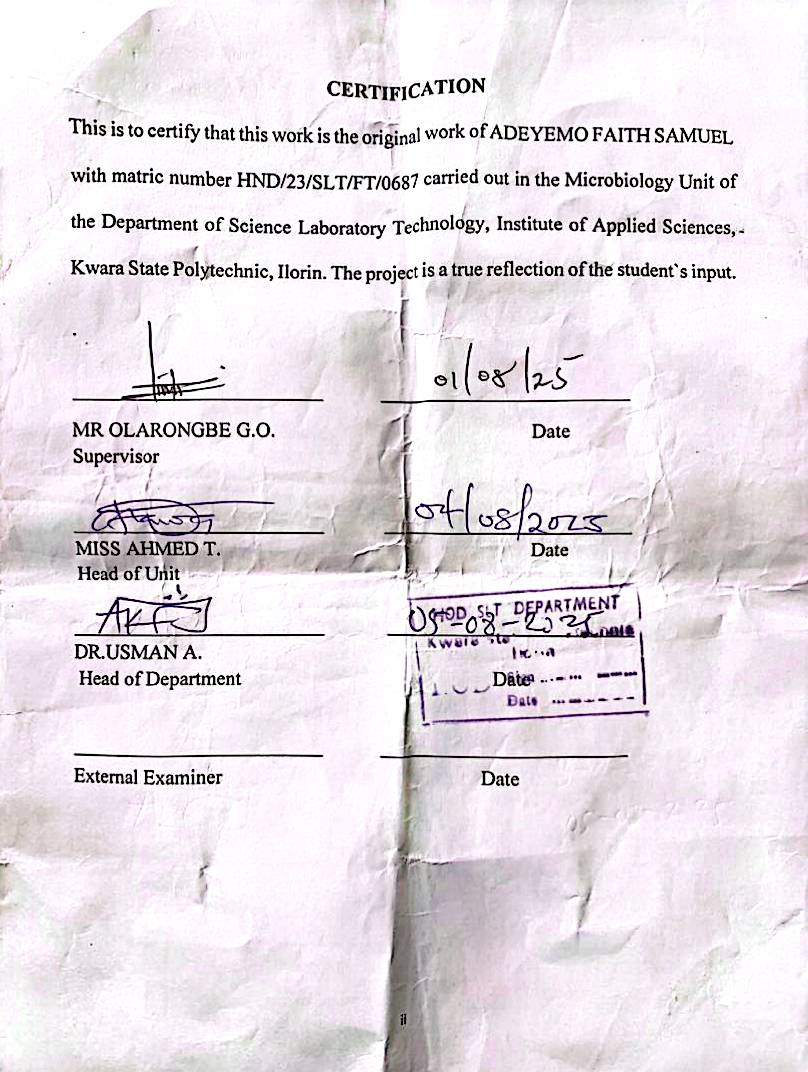 CERTIFICATION
This is to certify that this work is the original work of ADEYEMO FAITH SAMUEL
with matric number HND/23/SLT/FT/0687 carried out in the Microbiology Unit of
the Department of Science Laboratory Technology, Institute of Applied Sciences,
Kwara State Polytechnic, Ilorin. The project is a true reflection of the student`s input.
01/08/25
MR OLARONGBE G.O. Date
Supervisor
04/08/2025
MISS AHMED T. Date
Head of Unit
HOD SLT DEPARTMENT
05-08-2025
Kwara
DR.USMAN A.
Head of Department Date
Date
External Examiner Date
ii